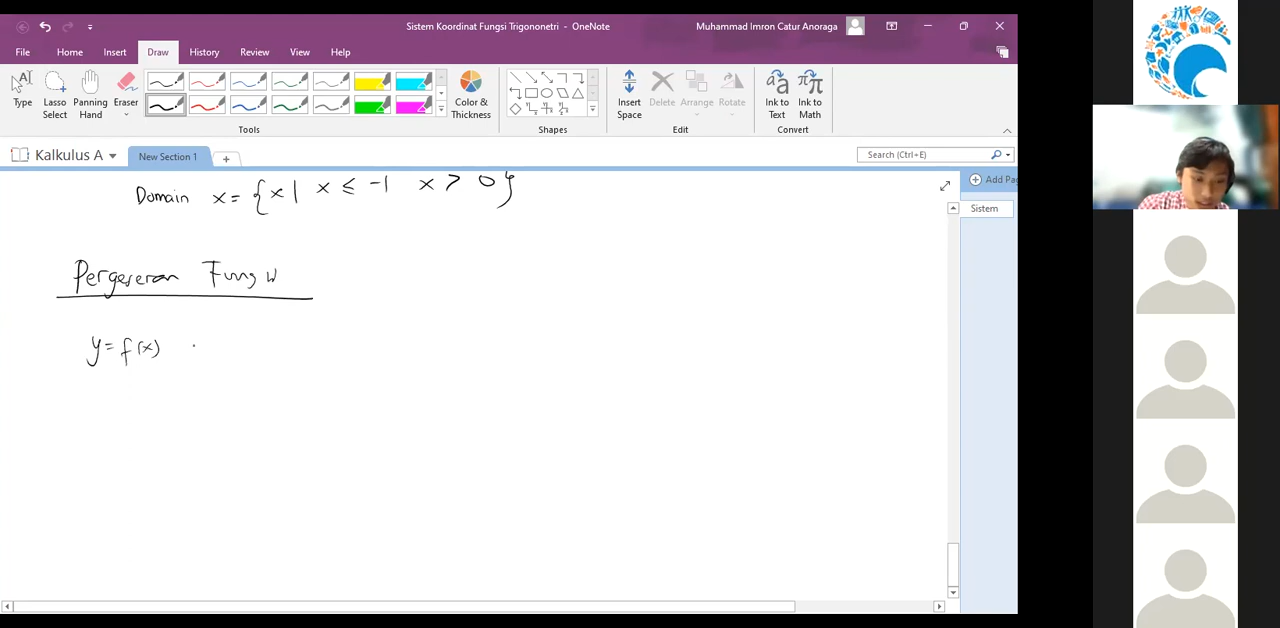 Sistem Koordinat Fungsi Trigononetri - OneNote
Muhammad Imron Catur Anoraga
File Home Insert Draw History Review View Help
Type Lasso Select Panning Hand Eraser
Color & Thickness
Insert Space Delete Arrange Rotate
Ink to Text Ink to Math
Tools Shapes Edit Convert
Kalkulus A New Section 1 +
Search (Ctrl+E)
Add Pag
Sistem
Domain x = {x | x ≤ -1 x > 0}
Pergeseran Fungsi
y = f(x)